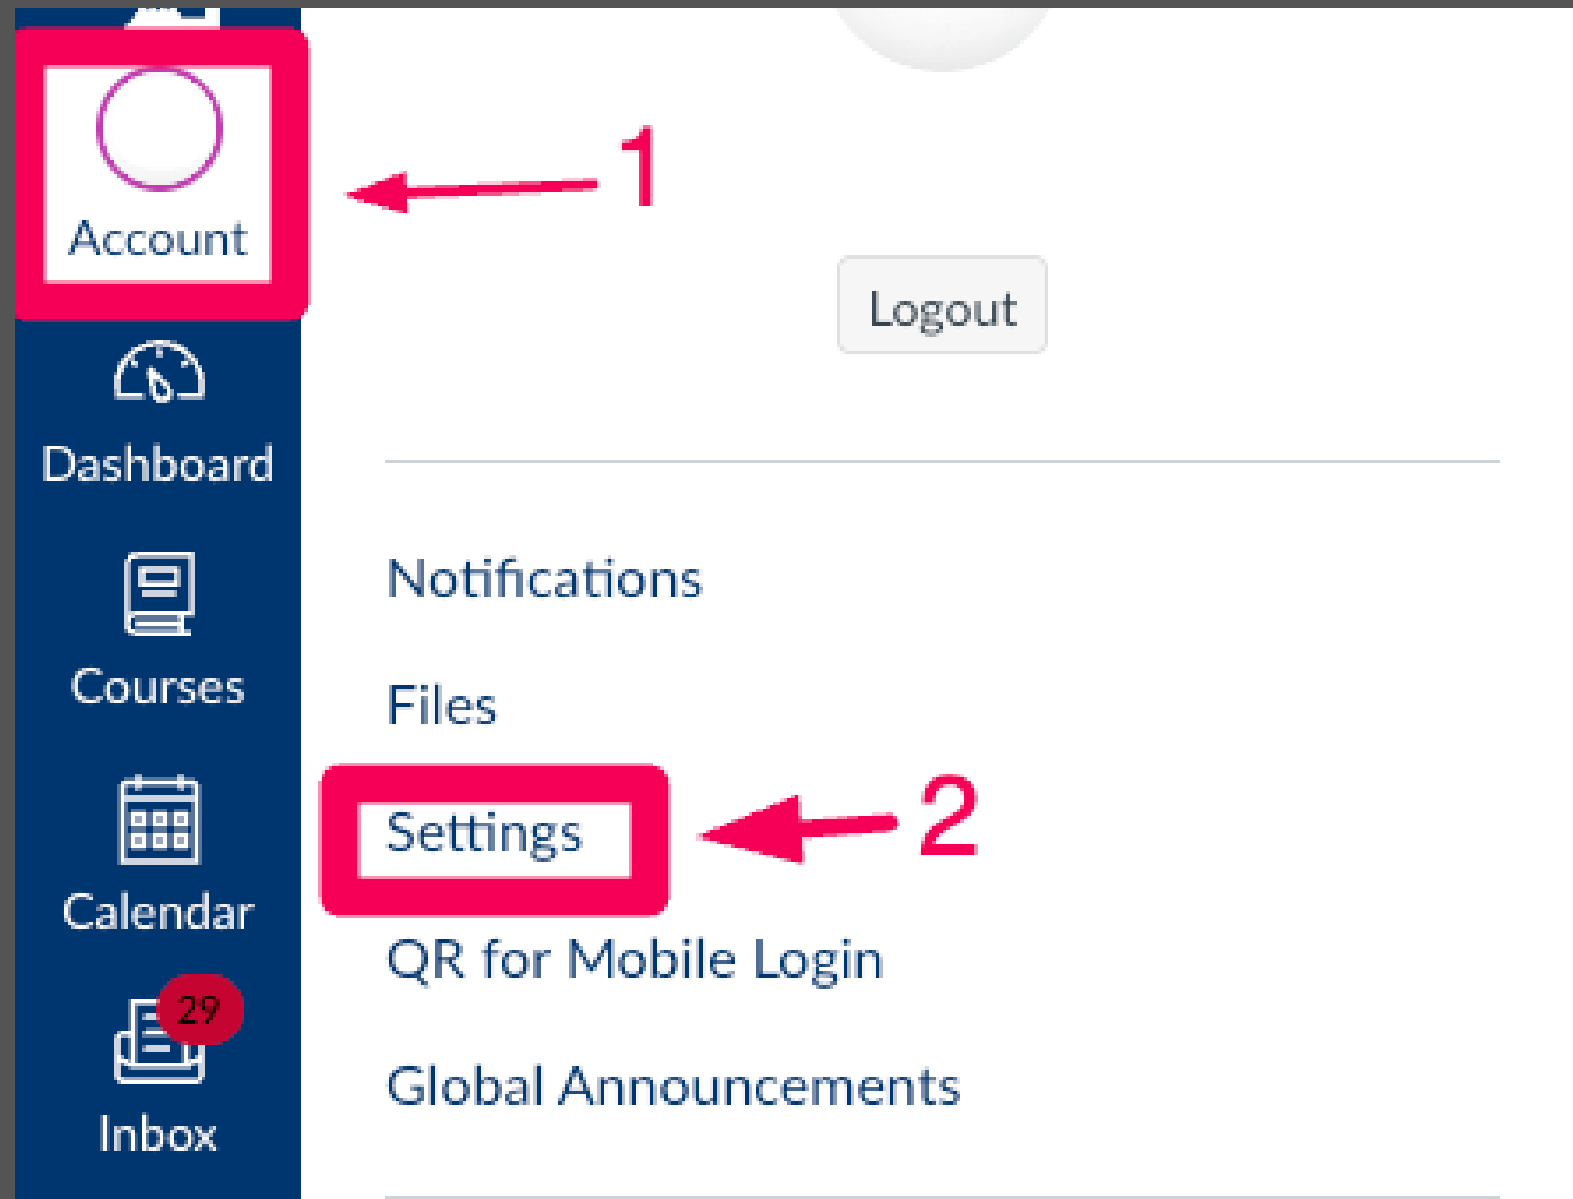 Account
1
Logout
Dashboard
Notifications
Courses
Files
Settings
2
Calendar
QR for Mobile Login
29
Global Announcements
Inbox